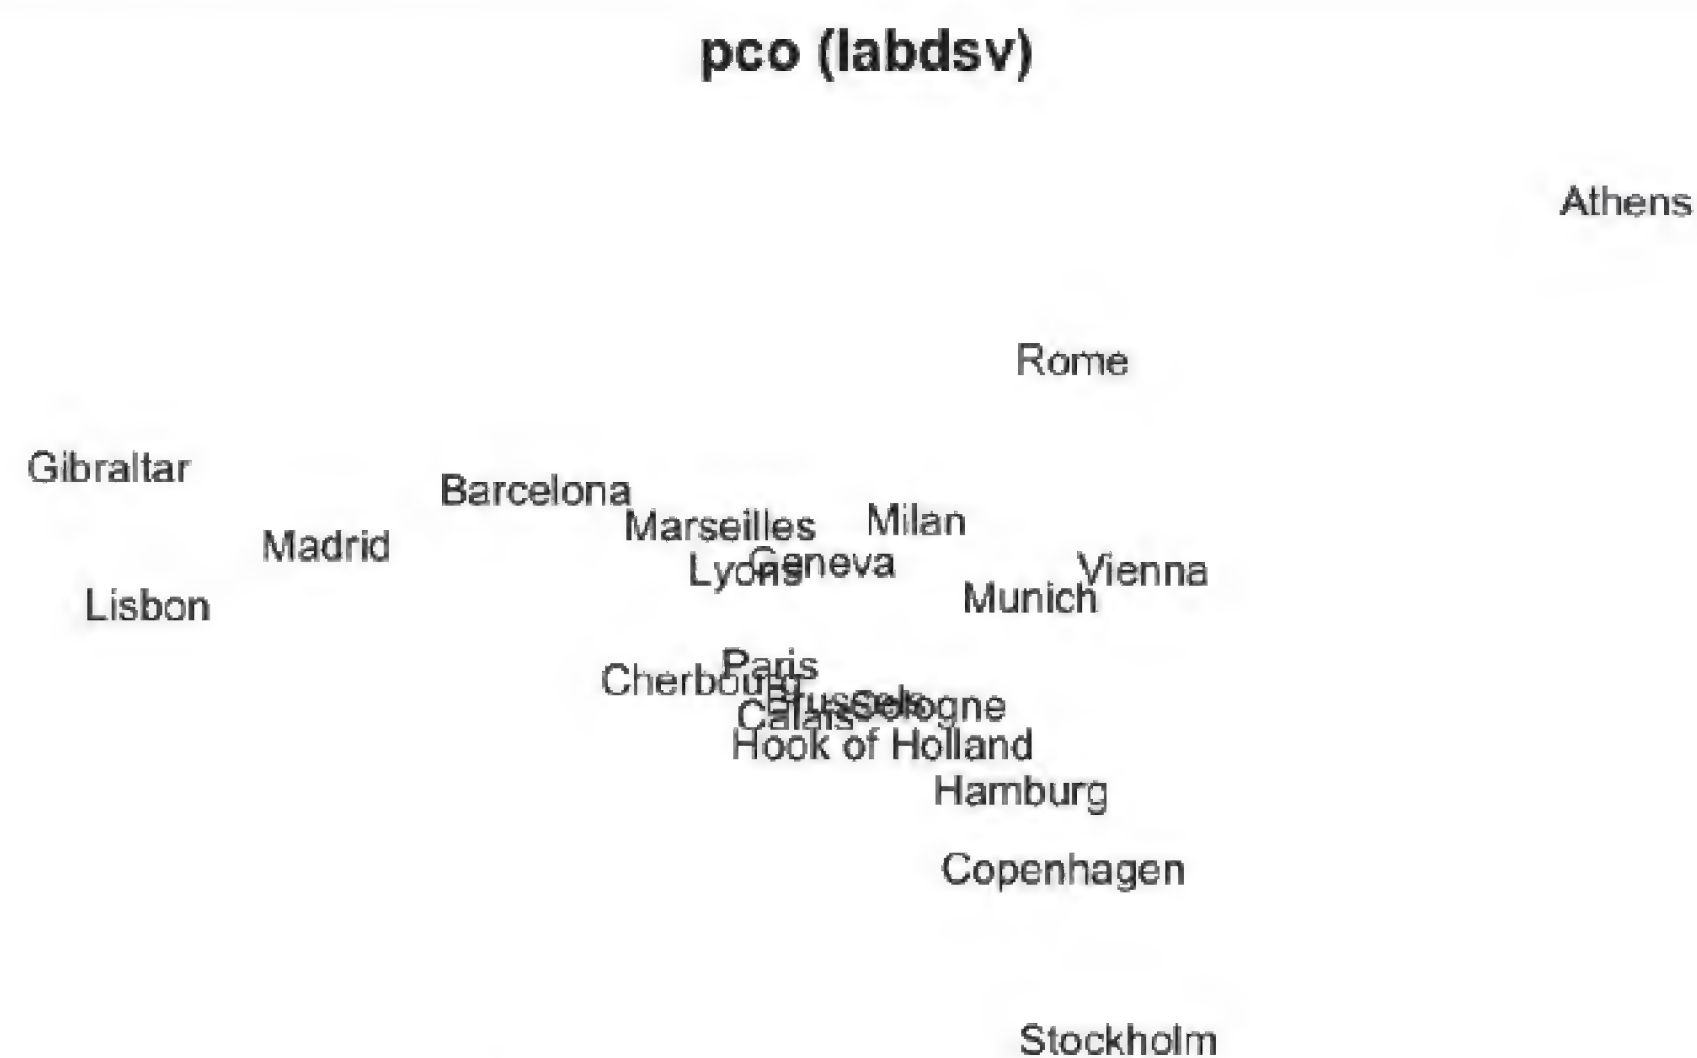 pco (labdsv)
Athens
Rome
Gibraltar
Barcelona
Marseilles
Milan
Madrid
Lyons
Geneva
Vienna
Munich
Lisbon
Paris
Cherbourg
Brussels
Cologne
Calais
Hook of Holland
Hamburg
Copenhagen
Stockholm